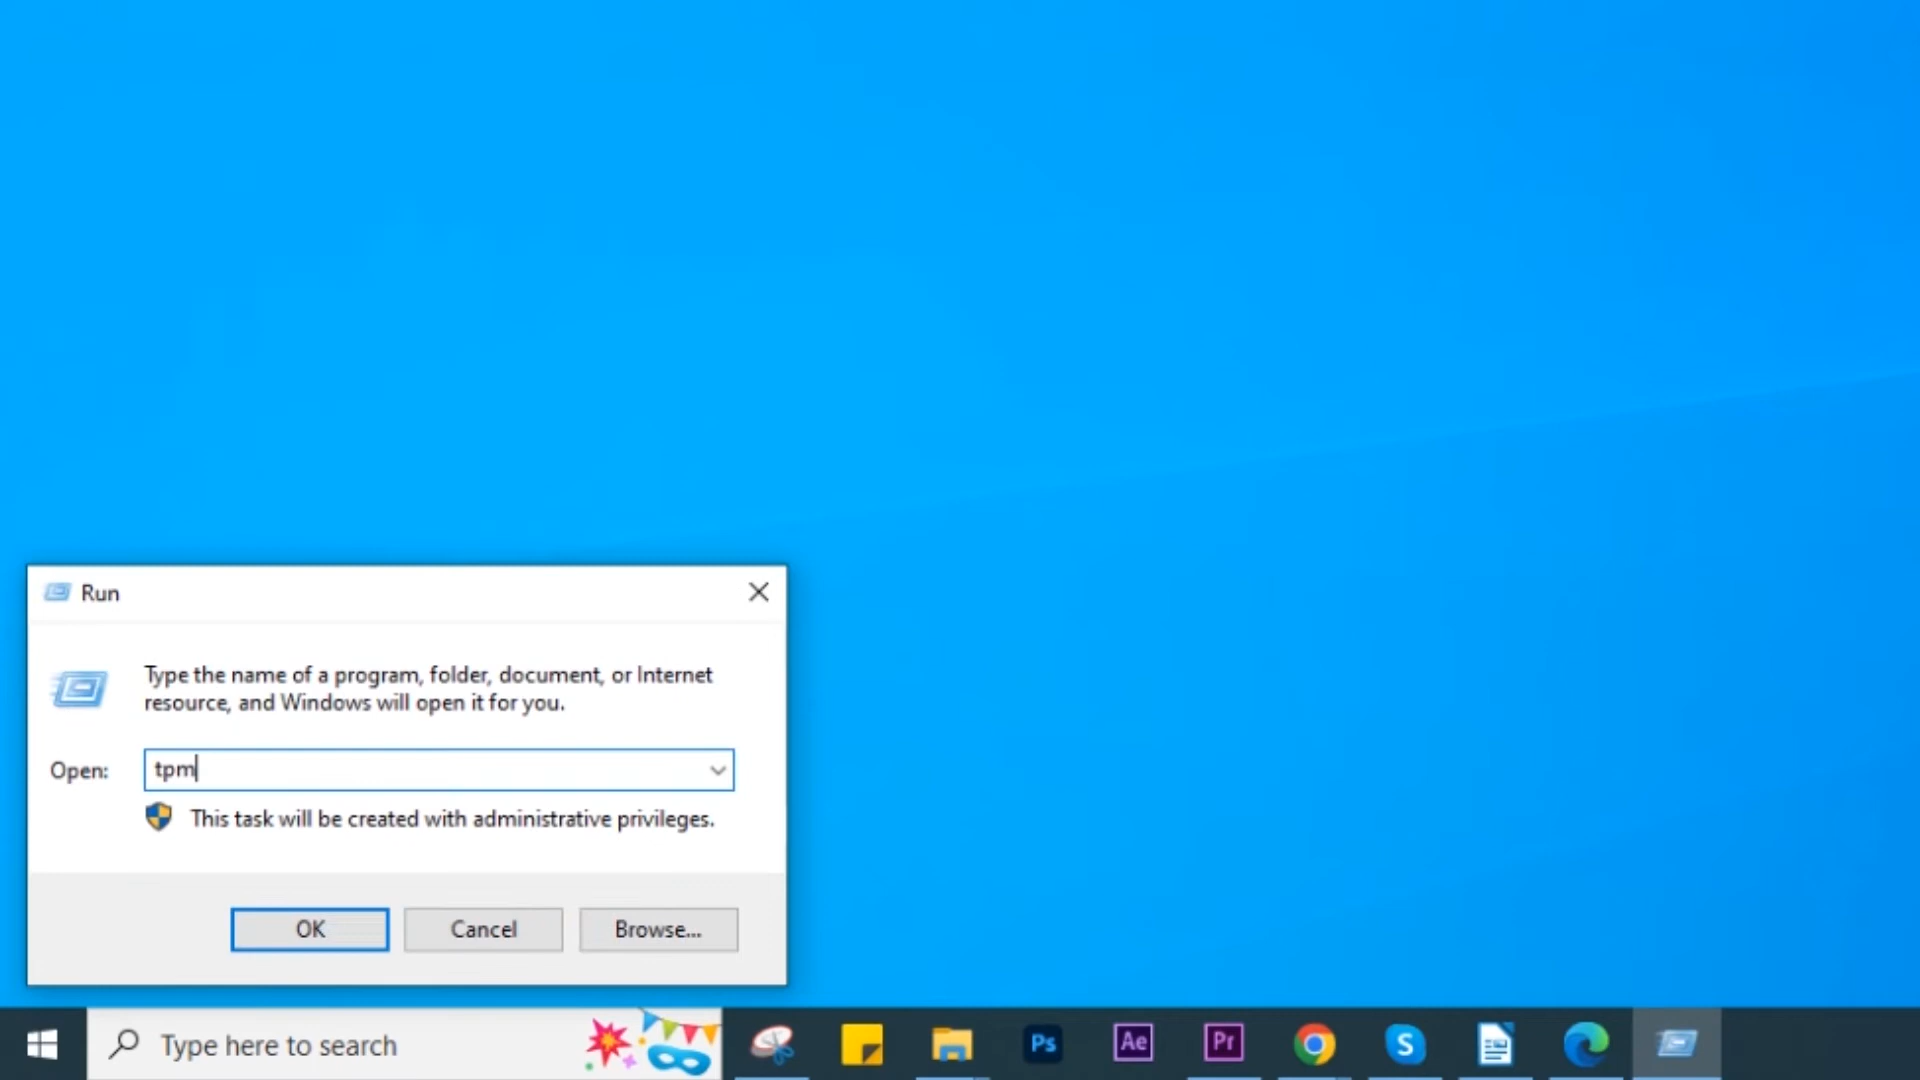 Run
Type the name of a program, folder, document, or Internet
resource, and Windows will open it for you.
Open:
tpm
This task will be created with administrative privileges.
OK
Cancel
Browse...
Type here to search
Ps
Ae
Pr
S